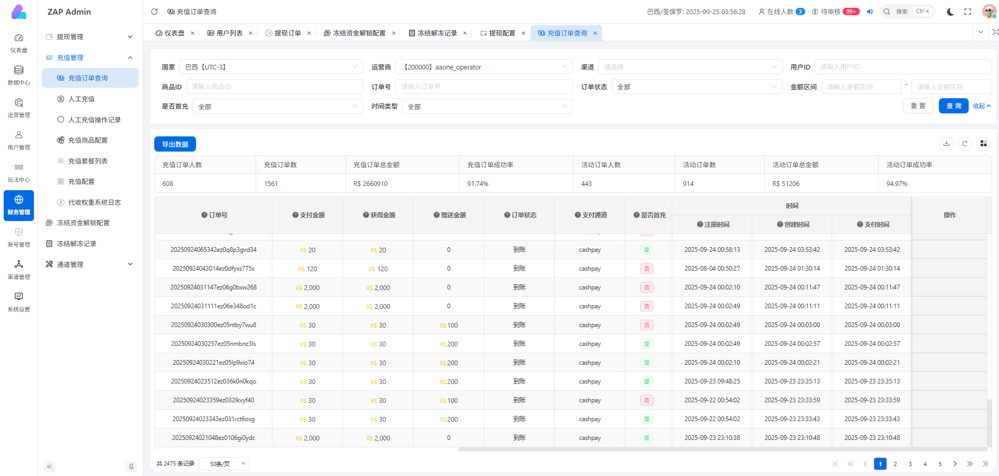 ZAP Admin
充值订单查询
巴西/圣保罗: 2025-09-25 03:56:28
在线人数 3
待审核 99+
搜索 Ctrl K
仪表盘 ×
用户列表 ×
提现订单 ×
冻结资金解锁配置 ×
冻结解冻记录 ×
提现配置 ×
充值订单查询 ×
仪表盘
数据中心
运营管理
用户管理
玩法中心
财务管理
账号管理
渠道管理
系统设置
提现管理
充值管理
充值订单查询
人工充值
人工充值操作记录
充值商品配置
充值套餐列表
充值配置
代收权重系统日志
冻结资金解锁配置
冻结解冻记录
通道管理
国家 巴西【UTC-3】 运营商 【200000】aaone_operator 渠道 请选择 用户ID 请输入用户ID
商品ID 请输入商品ID 订单号 请输入订单号 订单状态 全部 金额区间 请输入金额区间 - 请输入金额区间
是否首充 全部 时间类型 全部 重 置 查 询 收起
导出数据
充值订单人数 充值订单数 充值订单总金额 充值订单成功率 活动订单人数 活动订单数 活动订单总金额 活动订单成功率
608 1561 R$ 2660910 91.74% 443 914 R$ 51206 94.97%
订单号 支付金额 获得金额 赠送金额 订单状态 支付通道 是否首充 时间 操作
注册时间 创建时间 支付时间
20250924065342ez0q8p3gvd34 R$ 20 R$ 20 0 到账 cashpay 是 2025-09-24 00:58:13 2025-09-24 03:53:42 2025-09-24 03:53:42
20250924043014ez0dfyxs775s R$ 120 R$ 120 0 到账 cashpay 否 2025-08-04 00:50:27 2025-09-24 01:30:14 2025-09-24 01:30:14
20250924031147ez06g0bxw268 R$ 2,000 R$ 2,000 0 到账 cashpay 否 2025-09-24 00:02:10 2025-09-24 00:11:47 2025-09-24 00:11:47
20250924031111ez06e348od1c R$ 2,000 R$ 2,000 0 到账 cashpay 否 2025-09-24 00:02:49 2025-09-24 00:11:11 2025-09-24 00:11:11
20250924030300ez05ntby7wu8 R$ 30 R$ 30 R$ 100 到账 cashpay 否 2025-09-24 00:02:49 2025-09-24 00:03:00 2025-09-24 00:03:00
20250924030257ez05nmbnz3ls R$ 30 R$ 30 R$ 200 到账 cashpay 是 2025-09-24 00:02:49 2025-09-24 00:02:57 2025-09-24 00:02:57
20250924030221ez05lp9xio74 R$ 30 R$ 30 R$ 200 到账 cashpay 是 2025-09-24 00:02:10 2025-09-24 00:02:21 2025-09-24 00:02:21
20250924023512ez036k0n0kqo R$ 30 R$ 30 R$ 200 到账 cashpay 是 2025-09-23 09:48:25 2025-09-23 23:35:13 2025-09-23 23:35:13
20250924023359ez032lkvyf40 R$ 30 R$ 30 R$ 100 到账 cashpay 否 2025-09-22 00:54:02 2025-09-23 23:33:59 2025-09-23 23:33:59
20250924023343ez031rct6osg R$ 30 R$ 30 R$ 200 到账 cashpay 是 2025-09-22 00:54:02 2025-09-23 23:33:43 2025-09-23 23:33:43
20250924021048ez0106gi0ydc R$ 2,000 R$ 2,000 0 到账 cashpay 是 2025-09-23 23:10:38 2025-09-23 23:10:48 2025-09-23 23:10:48
共 2475 条记录 50条/页 1 2 3 4 5